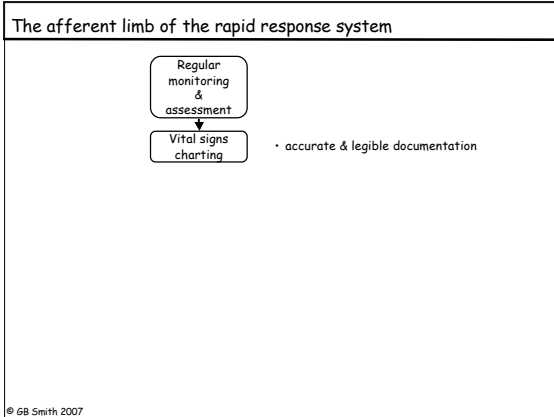 The afferent limb of the rapid response system
Regular
monitoring
&
assessment
Vital signs
charting
• accurate & legible documentation
© GB Smith 2007